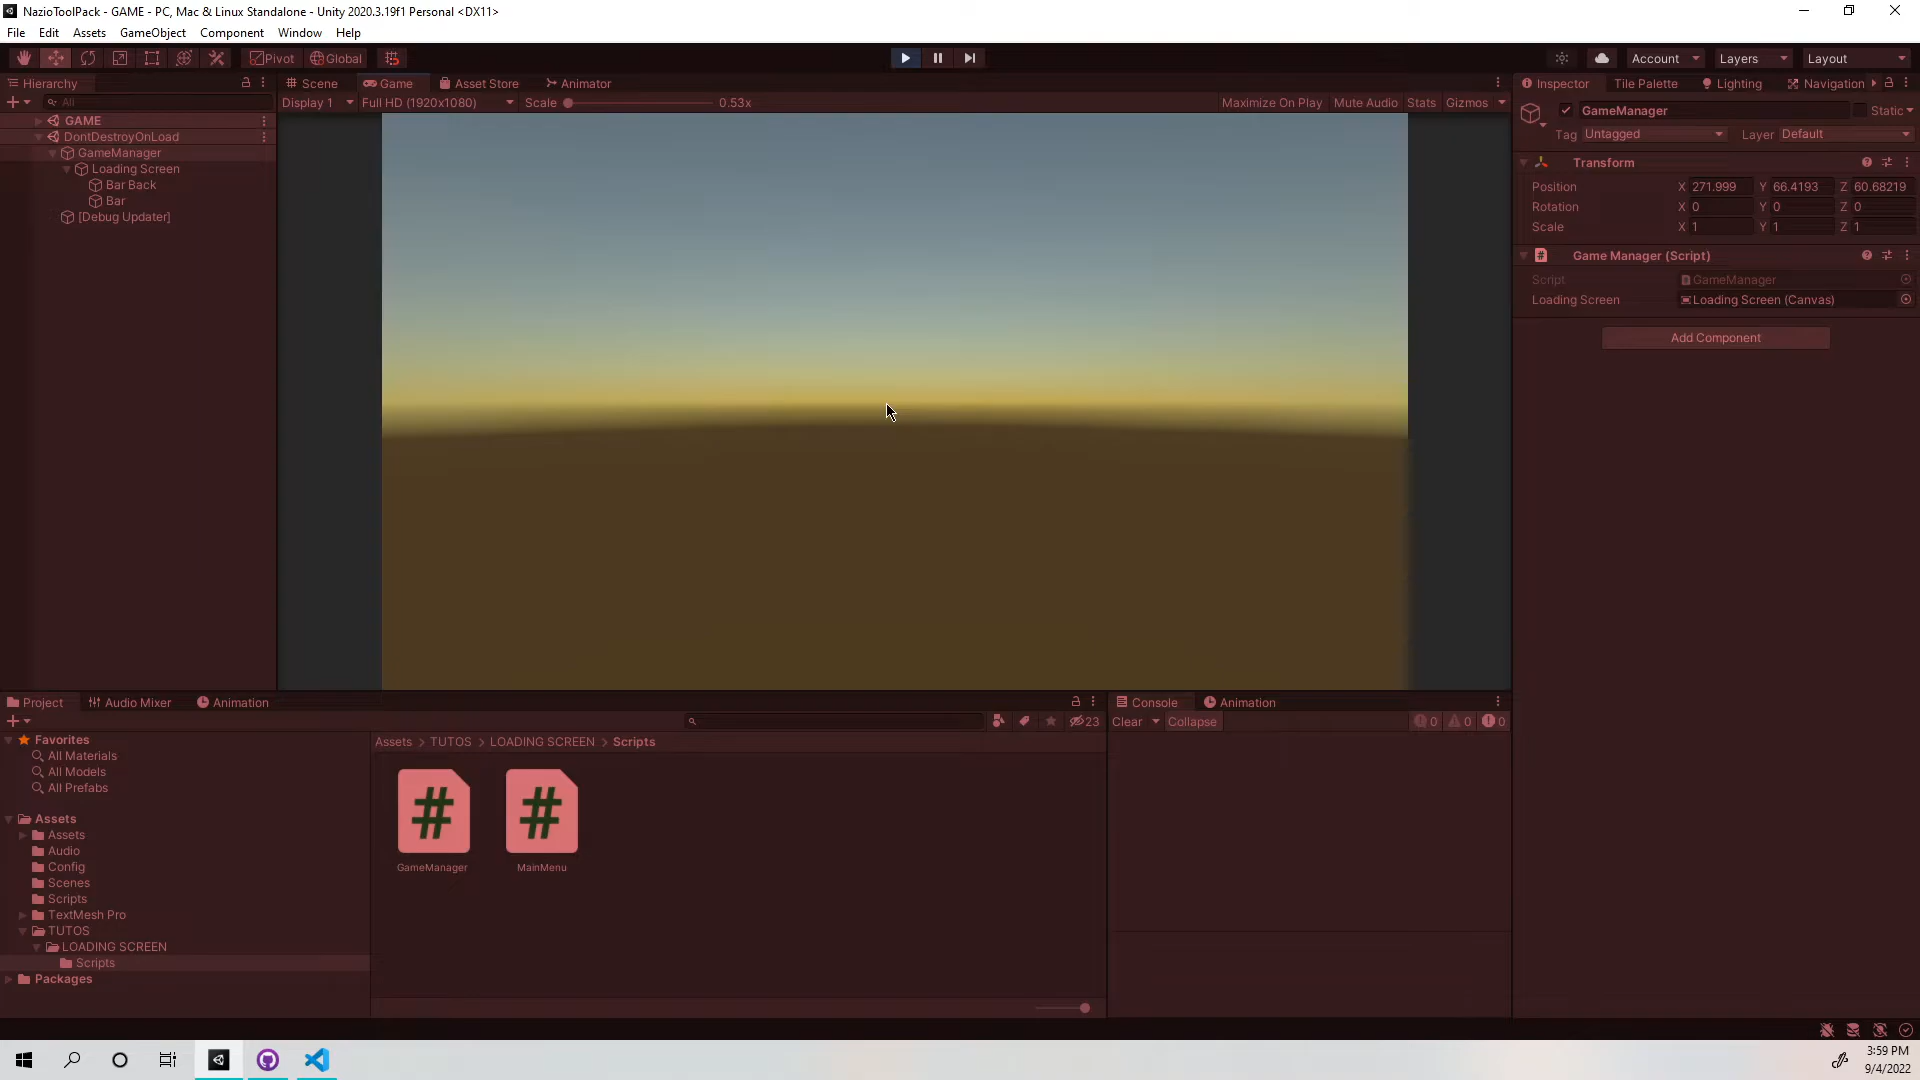 NazioToolPack - GAME - PC, Mac & Linux Standalone - Unity 2020.3.19f1 Personal <DX11>
File Edit Assets GameObject Component Window Help
Pivot Global Account Layers Layout
Hierarchy
All
GAME
DontDestroyOnLoad
GameManager
Loading Screen
Bar Back
Bar
[Debug Updater]
Scene Game Asset Store Animator
Display 1 Full HD (1920x1080) Scale 0.53x Maximize On Play Mute Audio Stats Gizmos
Inspector Tile Palette Lighting Navigation
GameManager Static
Tag Untagged Layer Default
Transform
Position X 271.999 Y 66.4193 Z 60.68219
Rotation X 0 Y 0 Z 0
Scale X 1 Y 1 Z 1
# Game Manager (Script)
Script GameManager
Loading Screen Loading Screen (Canvas)
Add Component
Project Audio Mixer Animation
23
Favorites
All Materials
All Models
All Prefabs
Assets
Assets
Audio
Config
Scenes
Scripts
TextMesh Pro
TUTOS
LOADING SCREEN
Scripts
Packages
Assets > TUTOS > LOADING SCREEN > Scripts
# #
GameManager MainMenu
Console Animation
Clear Collapse 0 0 0
3:59 PM
9/4/2022